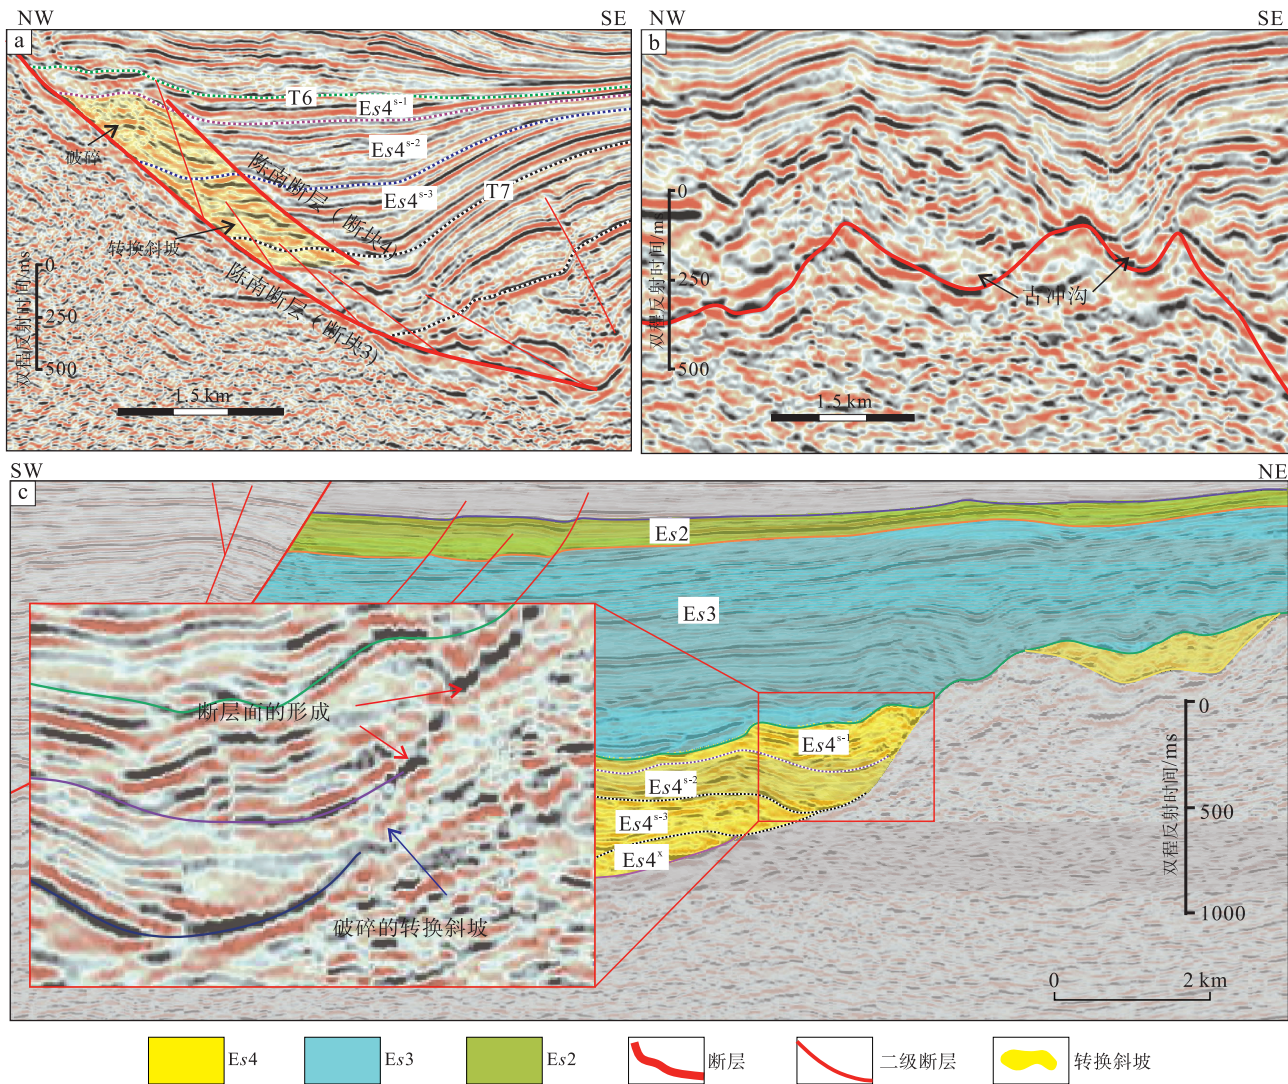 NW
SE
a
T6
Es4s-1
破碎
Es4s-2
陈南断层（断块4）
Es4s-3
T7
转换斜坡
陈南断层（断块3）
0
250
500
双程反射时间/ms
1.5 km
NW
SE
b
0
250
500
双程反射时间/ms
古冲沟
1.5 km
SW
NE
c
Es2
Es3
断层面的形成
破碎的转换斜坡
Es4s-1
Es4s-2
Es4s-3
Es4x
0
500
1000
双程反射时间/ms
0 2 km
Es4 Es3 Es2 断层 二级断层 转换斜坡